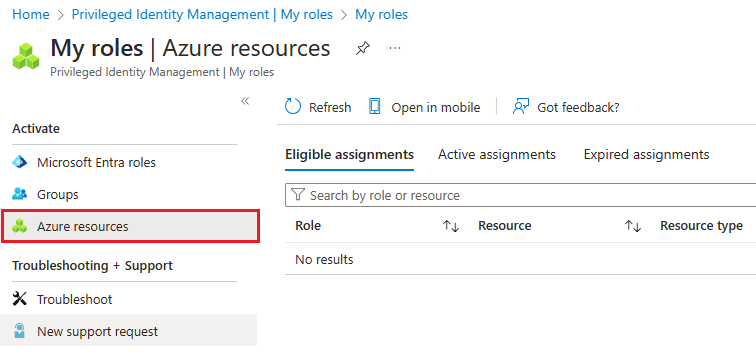 Home > Privileged Identity Management | My roles > My roles
My roles | Azure resources
Privileged Identity Management | My roles
Refresh Open in mobile Got feedback?
Activate
Microsoft Entra roles
Groups
Azure resources
Troubleshooting + Support
Troubleshoot
New support request
Eligible assignments Active assignments Expired assignments
Search by role or resource
Role Resource Resource type
No results